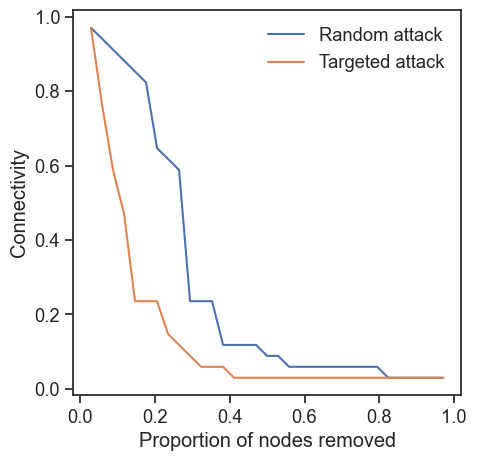 1.0
0.8
0.6
0.4
0.2
0.0
Connectivity
Random attack
Targeted attack
0.0 0.2 0.4 0.6 0.8 1.0
Proportion of nodes removed